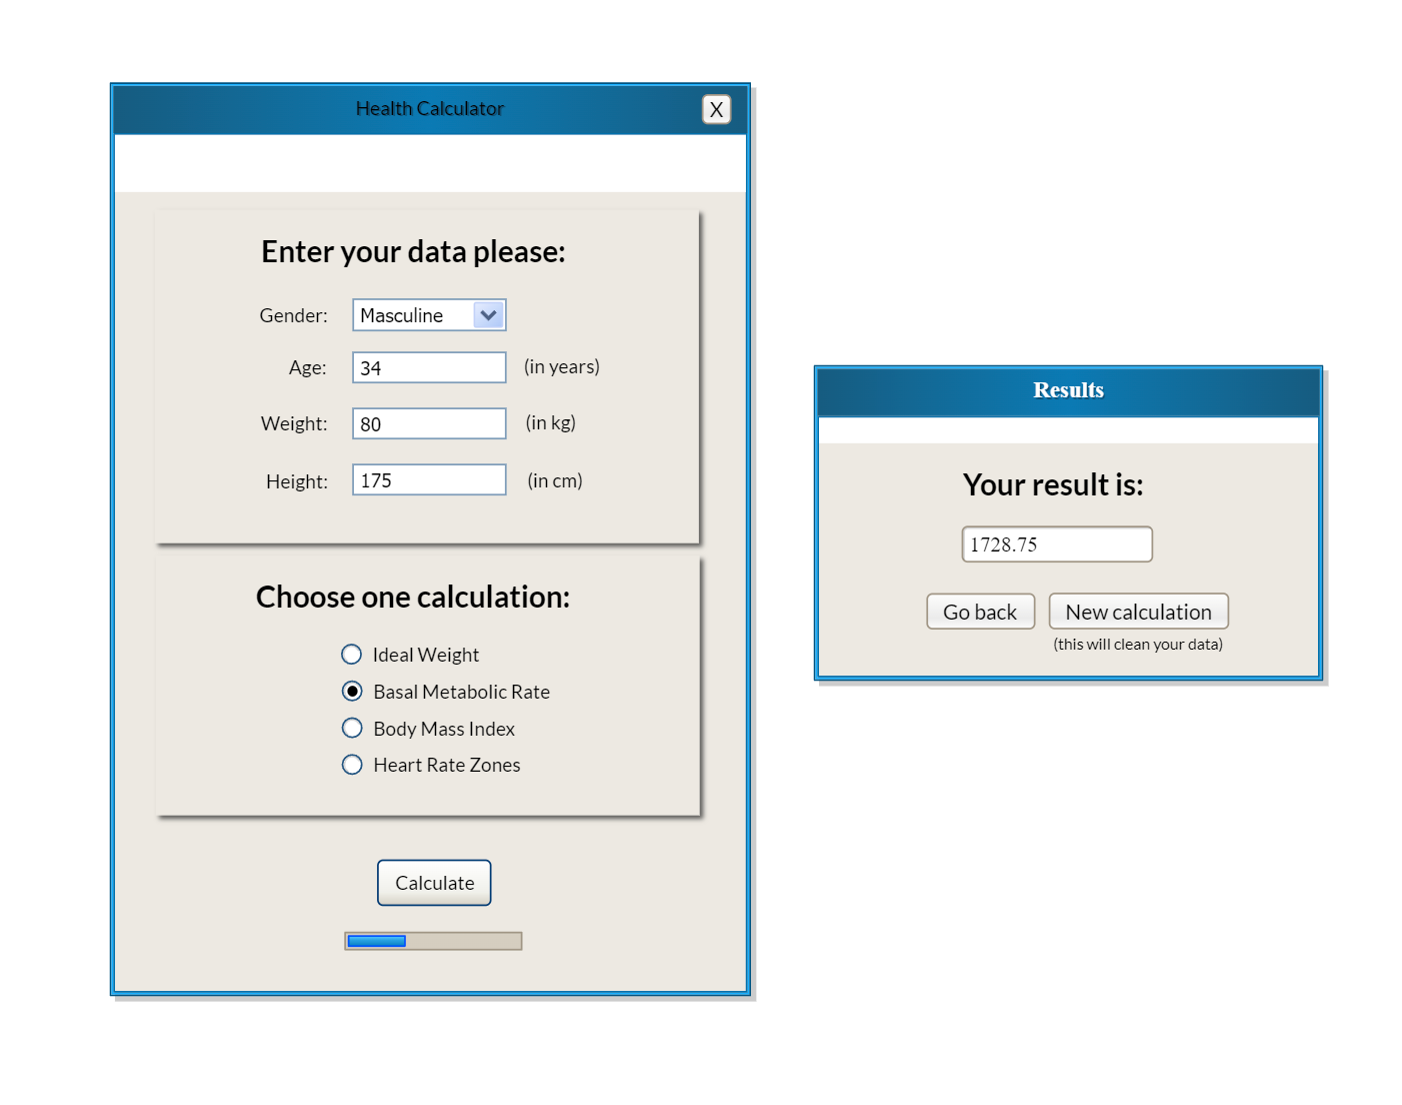 Health Calculator
X
Enter your data please:
Gender: Masculine
Age: 34 (in years)
Weight: 80 (in kg)
Height: 175 (in cm)
Choose one calculation:
Ideal Weight
Basal Metabolic Rate
Body Mass Index
Heart Rate Zones
Calculate
Results
Your result is:
1728.75
Go back New calculation
(this will clean your data)